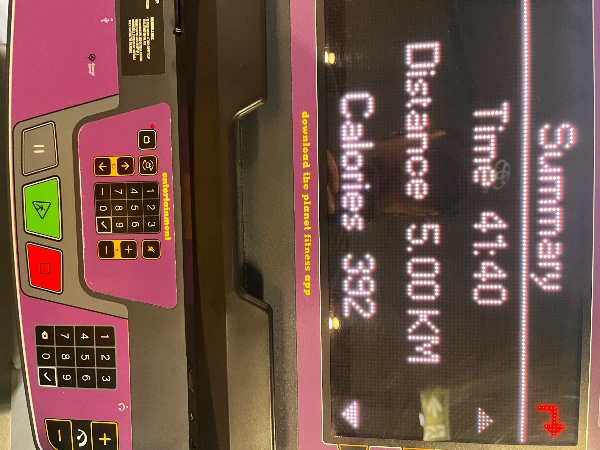 Summary
Time 41:40
Distance 5.00 KM
Calories 392
download the planet fitness app
entertainment
1 2 3
4 5 6
7 8 9
0
1 2 3
4 5 6
7 8 9
0